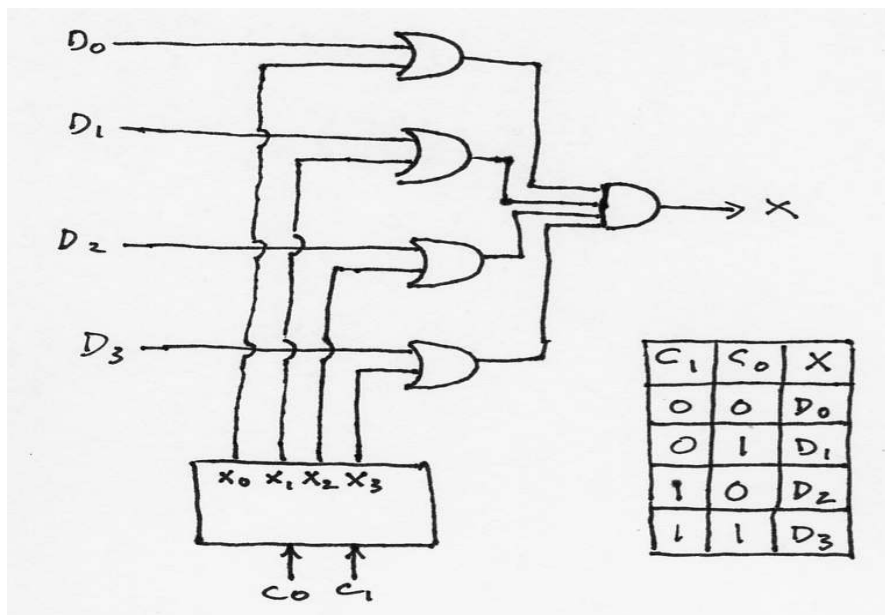 D0
D1
D2
X
D3
C1 C0 X
0 0 D0
0 1 D1
1 0 D2
1 1 D3
X0 X1 X2 X3
C0 C1